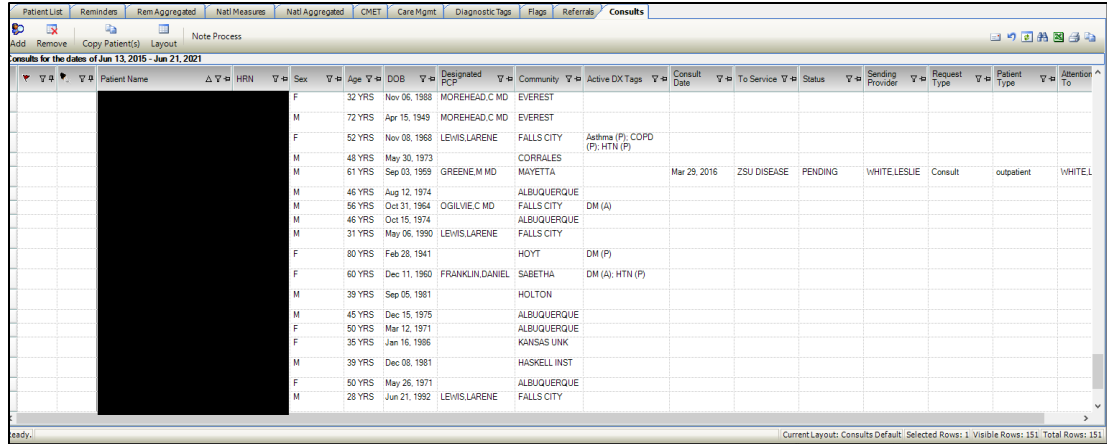 Patient List Reminders Rem Aggregated Natl Measures Natl Aggregated CMET Care Mgmt Diagnostic Tags Flags Referrals Consults
Add Remove Copy Patient(s) Layout Note Process
Consults for the dates of Jun 13, 2015 - Jun 21, 2021
Patient Name HRN Sex Age DOB Designated PCP Community Active DX Tags Consult Date To Service Status Sending Provider Request Type Patient Type Attention To
F 32 YRS Nov 06, 1988 MOREHEAD,C MD EVEREST
M 72 YRS Apr 15, 1949 MOREHEAD,C MD EVEREST
F 52 YRS Nov 08, 1968 LEWIS,LARENE FALLS CITY Asthma (P); COPD (P); HTN (P)
M 48 YRS May 30, 1973 CORRALES
M 61 YRS Sep 03, 1959 GREENE,M MD MAYETTA Mar 29, 2016 ZSU DISEASE PENDING WHITE,LESLIE Consult outpatient WHITE,L
M 46 YRS Aug 12, 1974 ALBUQUERQUE
M 56 YRS Oct 31, 1964 OGILVIE,C MD FALLS CITY DM (A)
M 46 YRS Oct 15, 1974 ALBUQUERQUE
M 31 YRS May 06, 1990 LEWIS,LARENE FALLS CITY
F 80 YRS Feb 28, 1941 HOYT DM (P)
F 60 YRS Dec 11, 1960 FRANKLIN,DANIEL SABETHA DM (A); HTN (P)
M 39 YRS Sep 05, 1981 HOLTON
M 45 YRS Dec 15, 1975 ALBUQUERQUE
F 50 YRS Mar 12, 1971 ALBUQUERQUE
F 35 YRS Jan 16, 1986 KANSAS UNK
M 39 YRS Dec 08, 1981 HASKELL INST
F 50 YRS May 26, 1971 ALBUQUERQUE
M 28 YRS Jun 21, 1992 LEWIS,LARENE FALLS CITY
eady. Current Layout: Consults Default Selected Rows: 1 Visible Rows: 151 Total Rows: 151